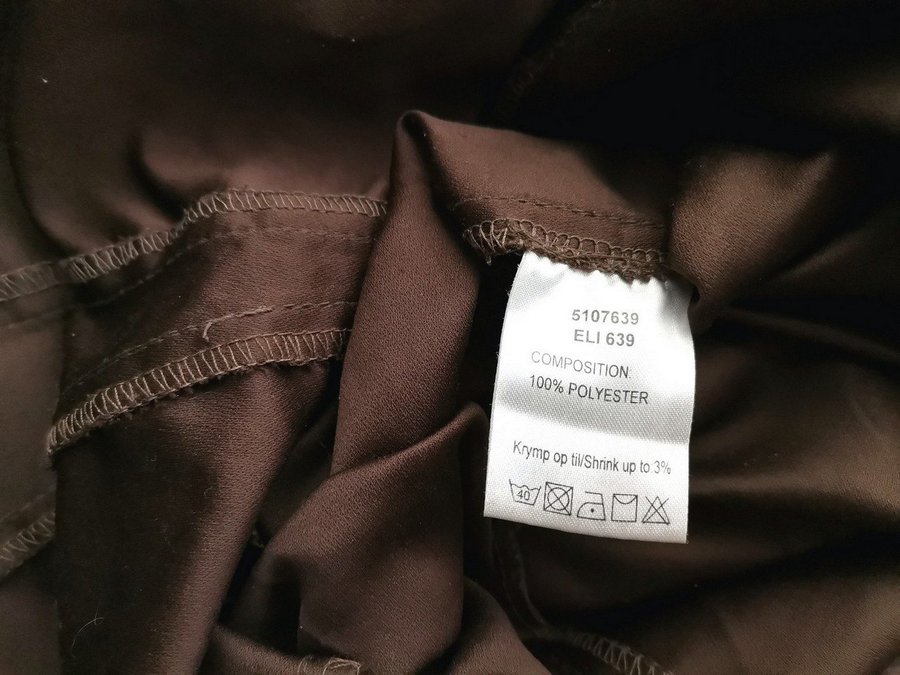 5107639
ELI 639
COMPOSITION:
100% POLYESTER
Krymp op til/Shrink up to 3%
40